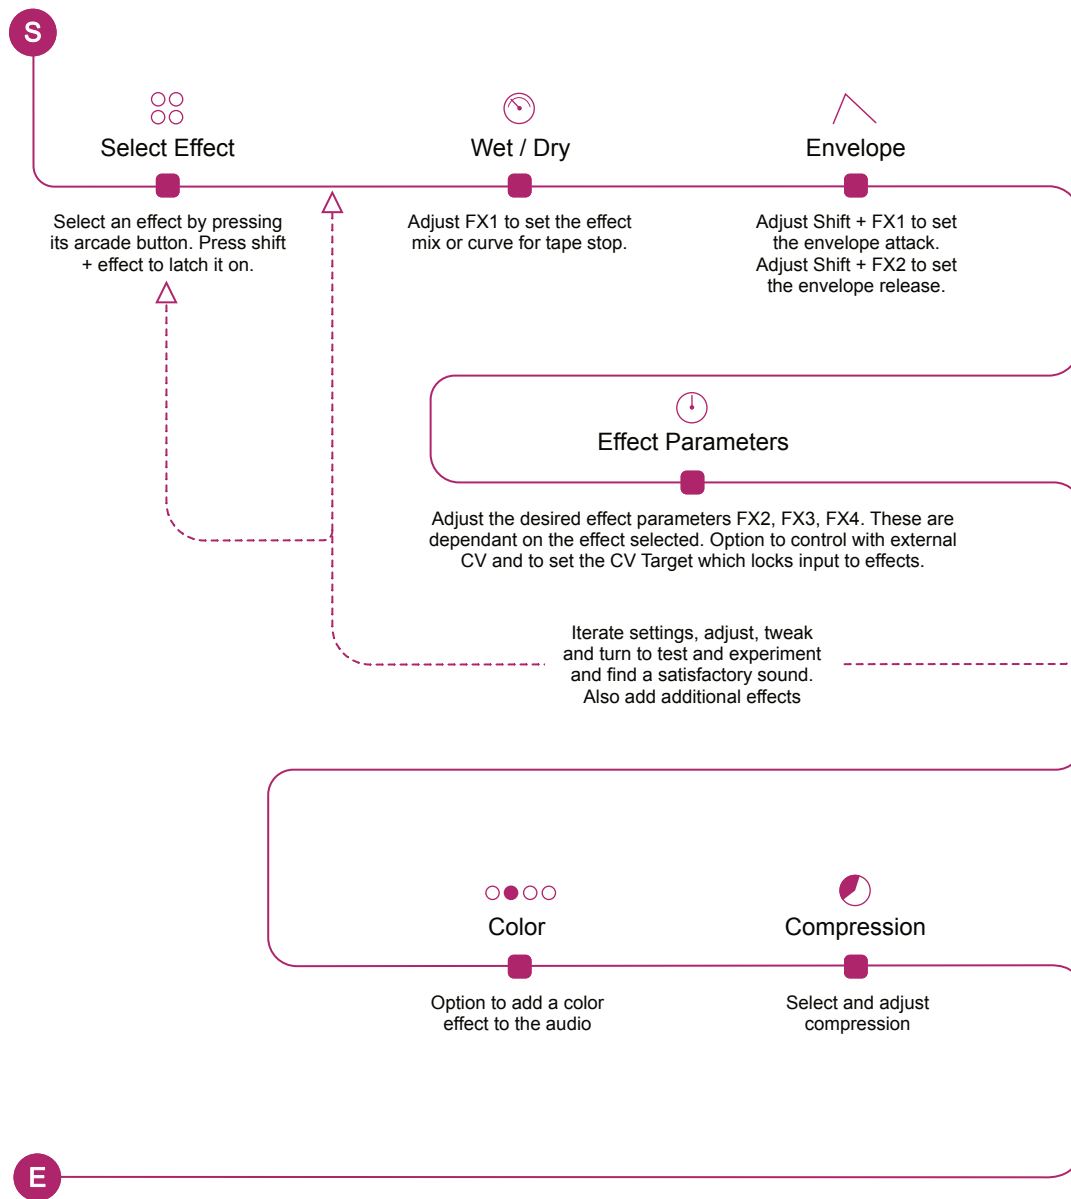 S
Select Effect
Select an effect by pressing
its arcade button. Press shift
+ effect to latch it on.
Wet / Dry
Adjust FX1 to set the effect
mix or curve for tape stop.
Envelope
Adjust Shift + FX1 to set
the envelope attack.
Adjust Shift + FX2 to set
the envelope release.
Effect Parameters
Adjust the desired effect parameters FX2, FX3, FX4. These are
dependant on the effect selected. Option to control with external
CV and to set the CV Target which locks input to effects.
Iterate settings, adjust, tweak
and turn to test and experiment
and find a satisfactory sound.
Also add additional effects
Color
Option to add a color
effect to the audio
Compression
Select and adjust
compression
E